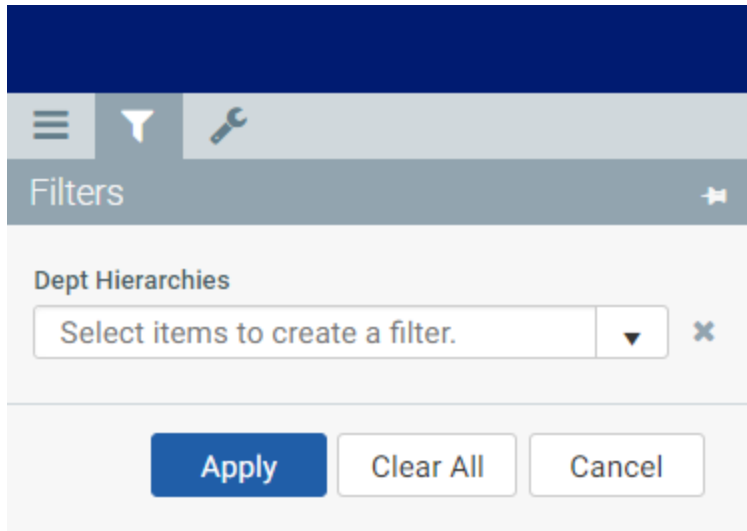 Filters
Dept Hierarchies
Select items to create a filter.
Apply Clear All Cancel